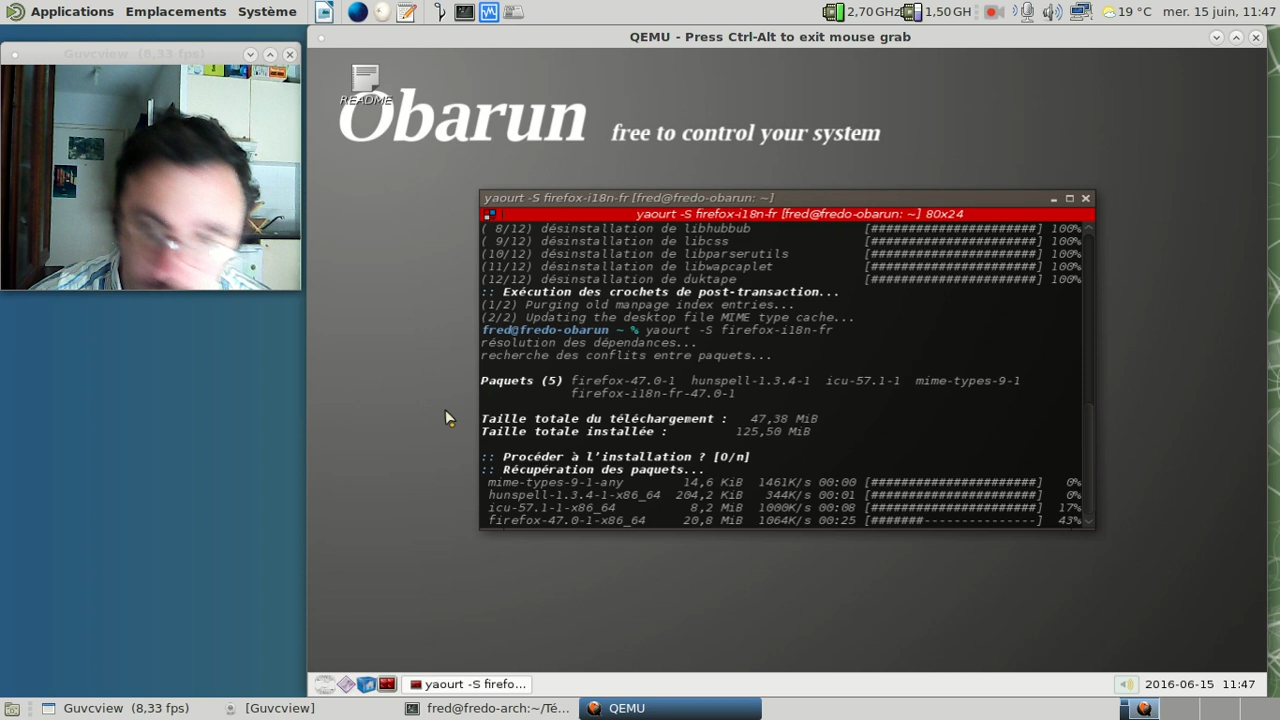 Applications Emplacements Système 2,70 GHz 1,50 GH 19 °C mer. 15 juin, 11:47
Guvcview (8,33 fps)
QEMU - Press Ctrl-Alt to exit mouse grab
README
Obarun free to control your system
yaourt -S firefox-i18n-fr [fred@fredo-obarun: ~]
yaourt -S firefox-i18n-fr [fred@fredo-obarun: ~] 80x24
( 8/12) désinstallation de libhubbub [######################] 100%
( 9/12) désinstallation de libcss [######################] 100%
(10/12) désinstallation de libparserutils [######################] 100%
(11/12) désinstallation de libwapcaplet [######################] 100%
(12/12) désinstallation de duktape [######################] 100%
:: Exécution des crochets de post-transaction...
(1/2) Purging old manpage index entries...
(2/2) Updating the desktop file MIME type cache...
fred@fredo-obarun ~ % yaourt -S firefox-i18n-fr
résolution des dépendances...
recherche des conflits entre paquets...
Paquets (5) firefox-47.0-1 hunspell-1.3.4-1 icu-57.1-1 mime-types-9-1
firefox-i18n-fr-47.0-1
Taille totale du téléchargement : 47,38 MiB
Taille totale installée : 125,50 MiB
:: Procéder à l'installation ? [O/n]
:: Récupération des paquets...
mime-types-9-1-any 14,6 KiB 1461K/s 00:00 [######################] 0%
hunspell-1.3.4-1-x86_64 204,2 KiB 344K/s 00:01 [######################] 0%
icu-57.1-1-x86_64 8,2 MiB 1000K/s 00:08 [######################] 17%
firefox-47.0-1-x86_64 20,8 MiB 1064K/s 00:25 [#######---------------] 43%
yaourt -S firefo... 2016-06-15 11:47
Guvcview (8,33 fps) [Guvcview] fred@fredo-arch:~/Té... QEMU